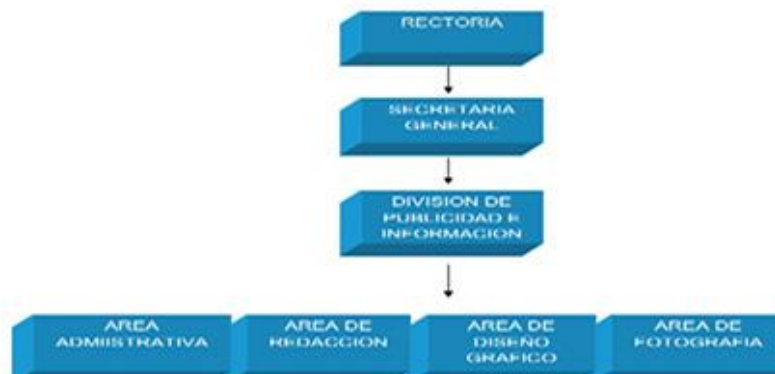 RECTORIA
SECRETARIA
GENERAL
DIVISION DE
PUBLICIDAD E
INFORMACION
AREA
ADMIISTRATIVA
AREA DE
REDACCION
AREA DE
DISEÑO
GRAFICO
AREA DE
FOTOGRAFIA